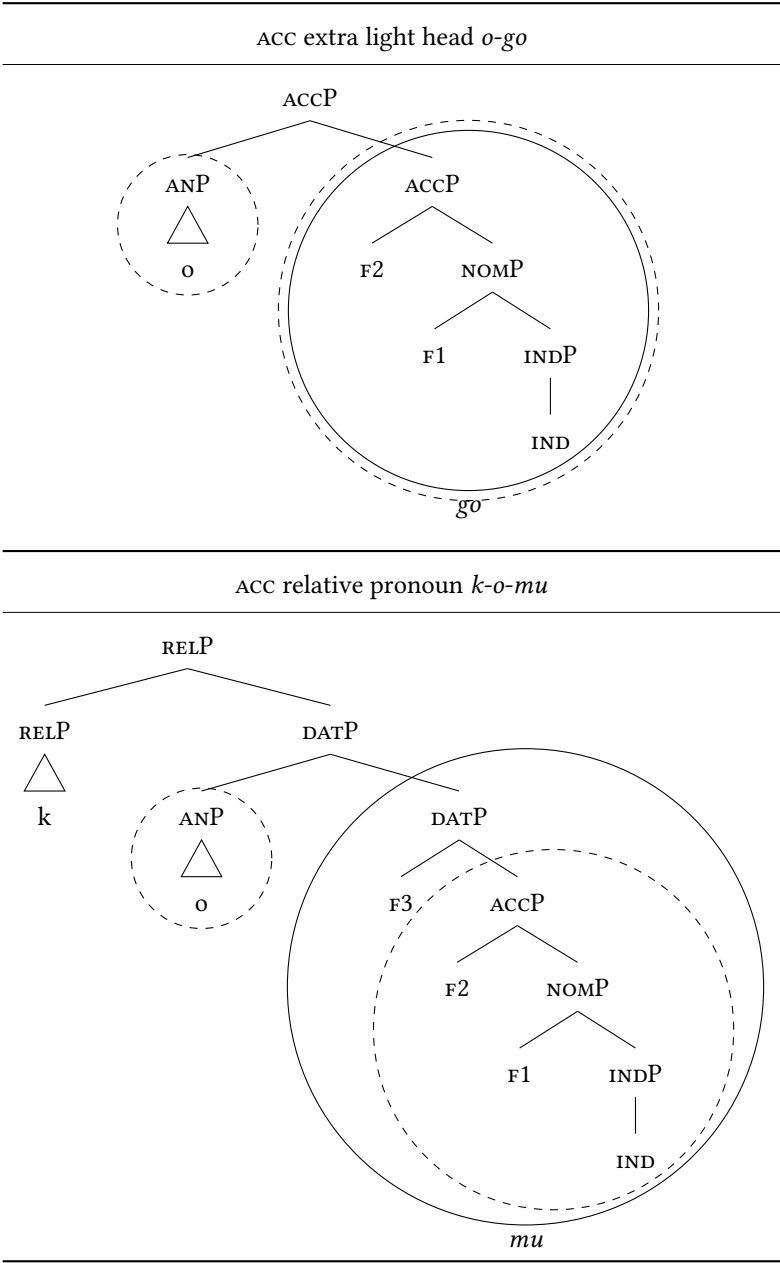 ACC extra light head o-go
ACCP
ANP ACCP
o F2 NOMP
F1 INDP
IND
go
ACC relative pronoun k-o-mu
RELP
RELP DATP
k ANP DATP
o F3 ACCP
F2 NOMP
F1 INDP
IND
mu